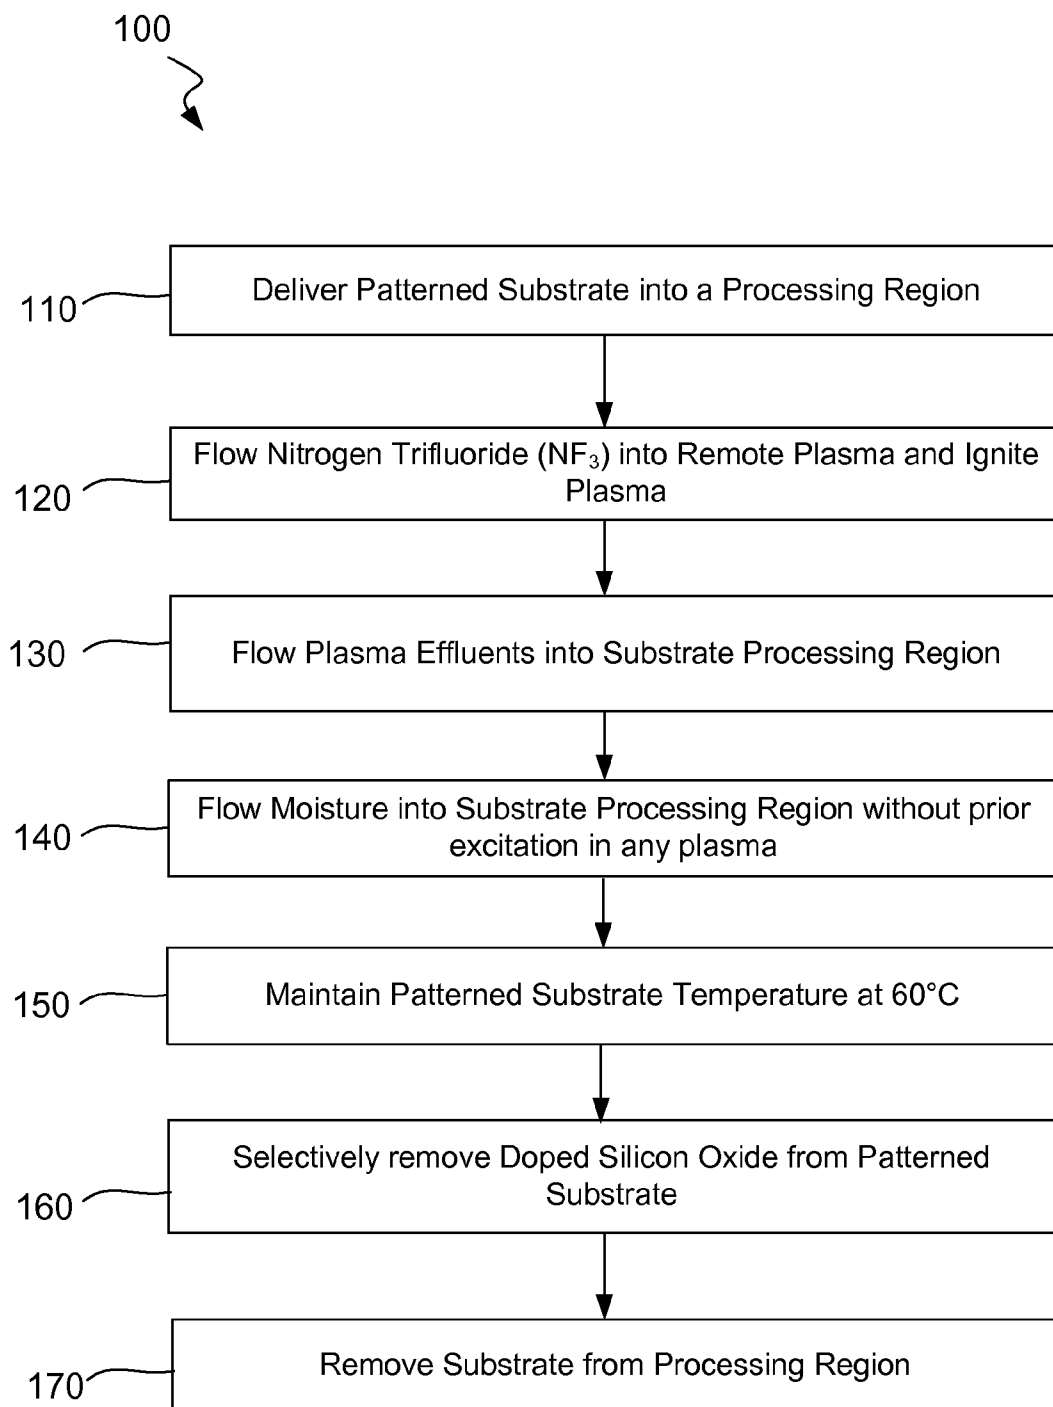 100
110
Deliver Patterned Substrate into a Processing Region
120
Flow Nitrogen Trifluoride (NF₃) into Remote Plasma and Ignite
Plasma
130
Flow Plasma Effluents into Substrate Processing Region
140
Flow Moisture into Substrate Processing Region without prior
excitation in any plasma
150
Maintain Patterned Substrate Temperature at 60°C
160
Selectively remove Doped Silicon Oxide from Patterned
Substrate
170
Remove Substrate from Processing Region